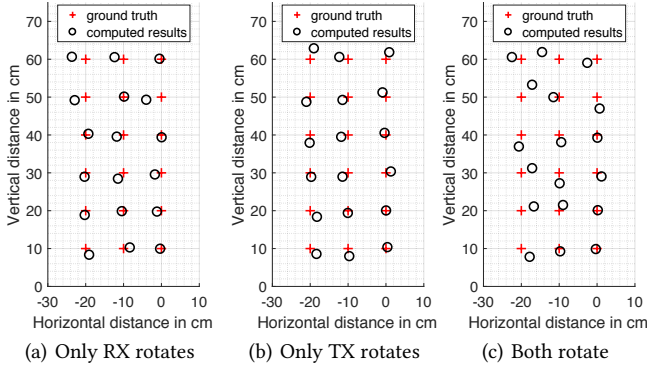 ground truth
computed results
ground truth
computed results
ground truth
computed results
60
50
40
30
20
10
0
Vertical distance in cm
-30 -20 -10 0 10
Horizontal distance in cm
60
50
40
30
20
10
0
Vertical distance in cm
-30 -20 -10 0 10
Horizontal distance in cm
60
50
40
30
20
10
0
Vertical distance in cm
-30 -20 -10 0 10
Horizontal distance in cm
(a) Only RX rotates
(b) Only TX rotates
(c) Both rotate